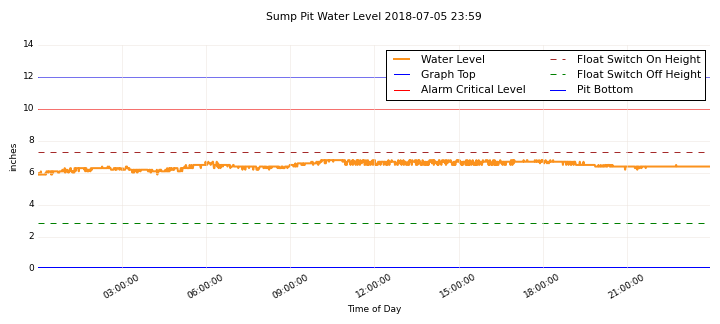 Sump Pit Water Level 2018-07-05 23:59
14
12
10
8
6
4
2
0
inches
Water Level
Graph Top
Alarm Critical Level
Float Switch On Height
Float Switch Off Height
Pit Bottom
03:00:00
06:00:00
09:00:00
12:00:00
15:00:00
18:00:00
21:00:00
Time of Day